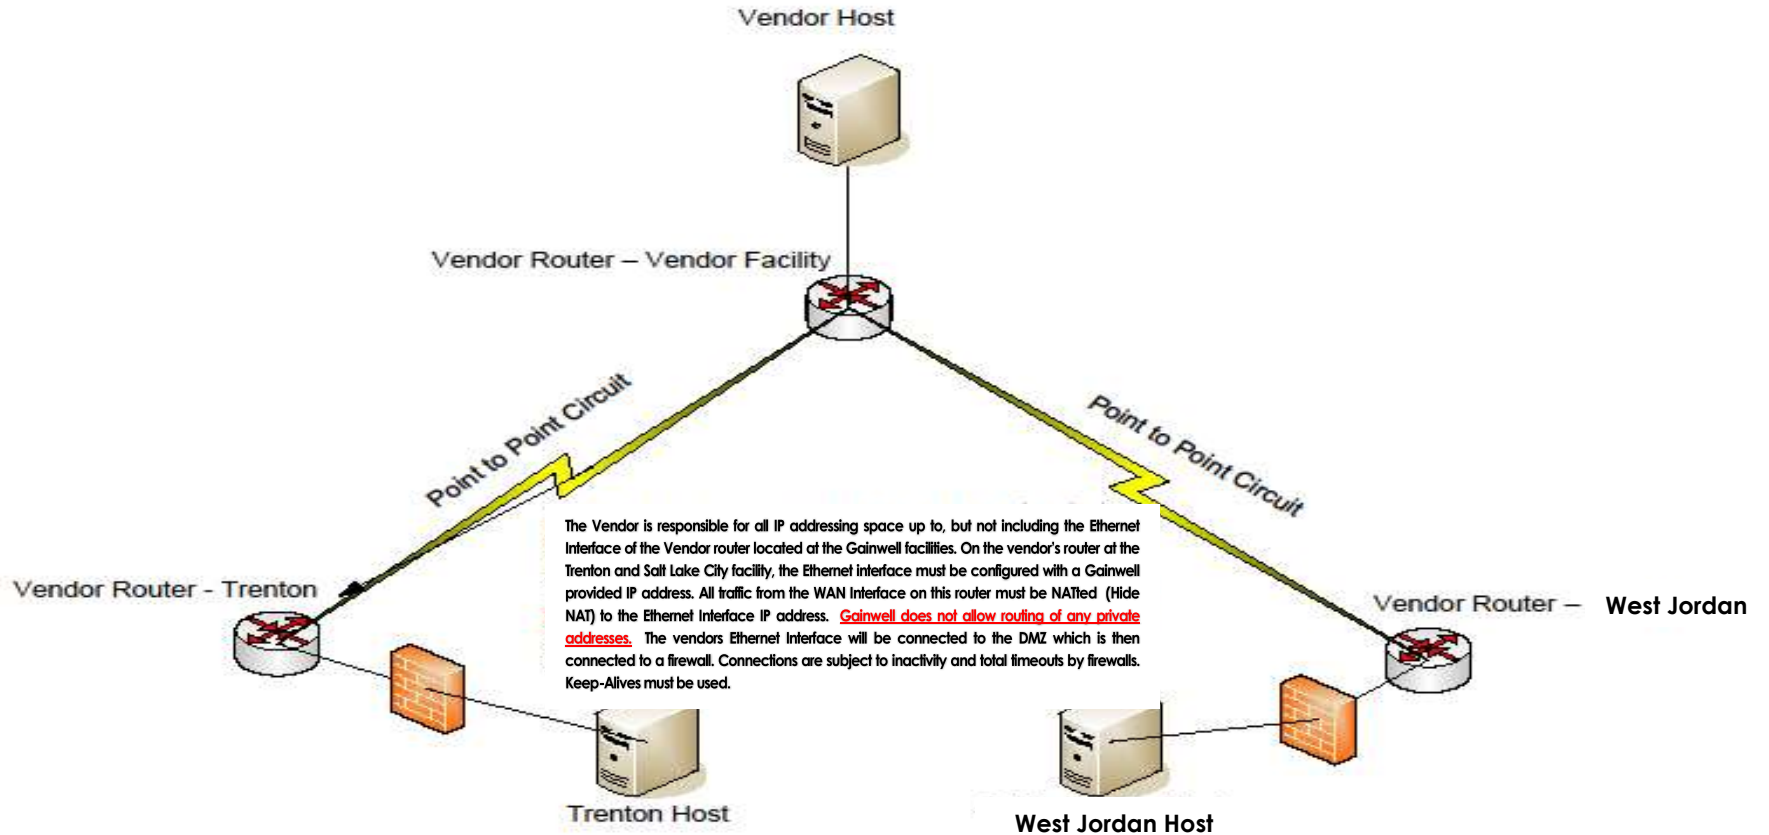 Vendor Host
Vendor Router – Vendor Facility
Point to Point Circuit
Point to Point Circuit
The Vendor is responsible for all IP addressing space up to, but not including the Ethernet
Interface of the Vendor router located at the Gainwell facilities. On the vendor's router at the
Trenton and Salt Lake City facility, the Ethernet interface must be configured with a Gainwell
provided IP address. All traffic from the WAN Interface on this router must be NATted (Hide
NAT) to the Ethernet Interface IP address. Gainwell does not allow routing of any private
addresses. The vendors Ethernet Interface will be connected to the DMZ which is then
connected to a firewall. Connections are subject to inactivity and total timeouts by firewalls.
Keep-Alives must be used.
Vendor Router - Trenton
Vendor Router – West Jordan
Trenton Host
West Jordan Host